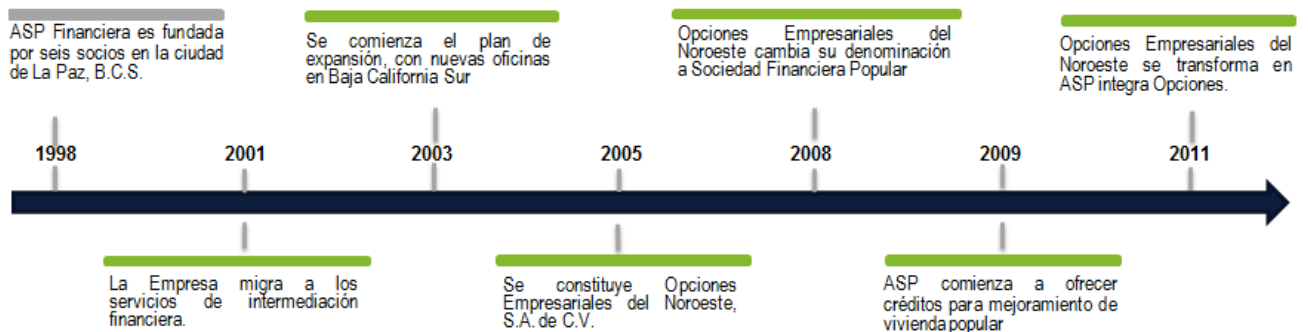 ASP Financiera es fundada
por seis socios en la ciudad
de La Paz, B.C.S.
Se comienza el plan de
expansión, con nuevas oficinas
en Baja California Sur
Opciones Empresariales del
Noroeste cambia su denominación
a Sociedad Financiera Popular
Opciones Empresariales del
Noroeste se transforma en
ASP integra Opciones.
1998 2001 2003 2005 2008 2009 2011
La Empresa migra a los
servicios de intermediación
financiera.
Se constituye Opciones
Empresariales del Noroeste,
S.A. de C.V.
ASP comienza a ofrecer
créditos para mejoramiento de
vivienda popular